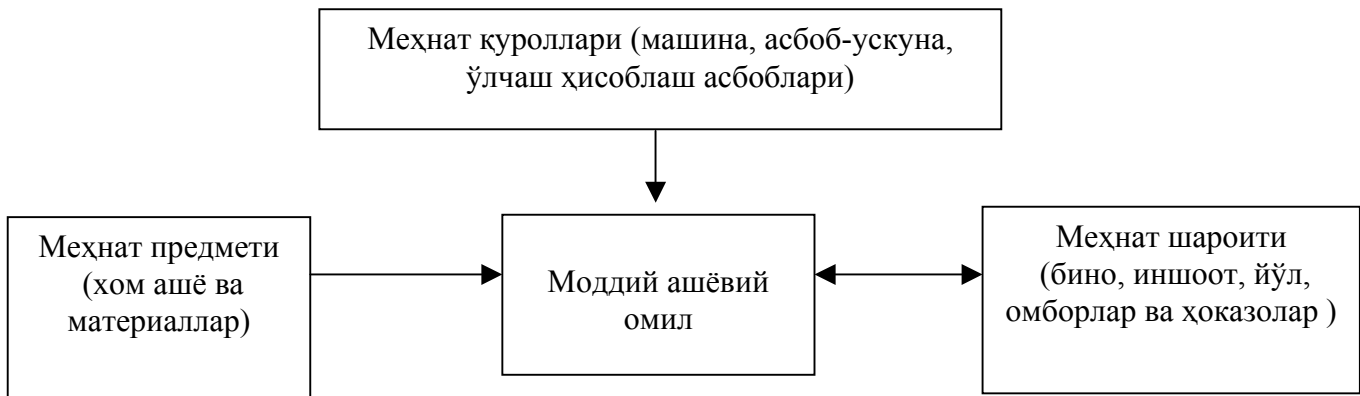 Меҳнат қуроллари (машина, асбоб-ускуна,
ўлчаш ҳисоблаш асбоблари)
Меҳнат предмети
(хом ашё ва
материаллар)
Моддий ашёвий
омил
Меҳнат шароити
(бино, иншоот, йўл,
омборлар ва ҳоказолар )